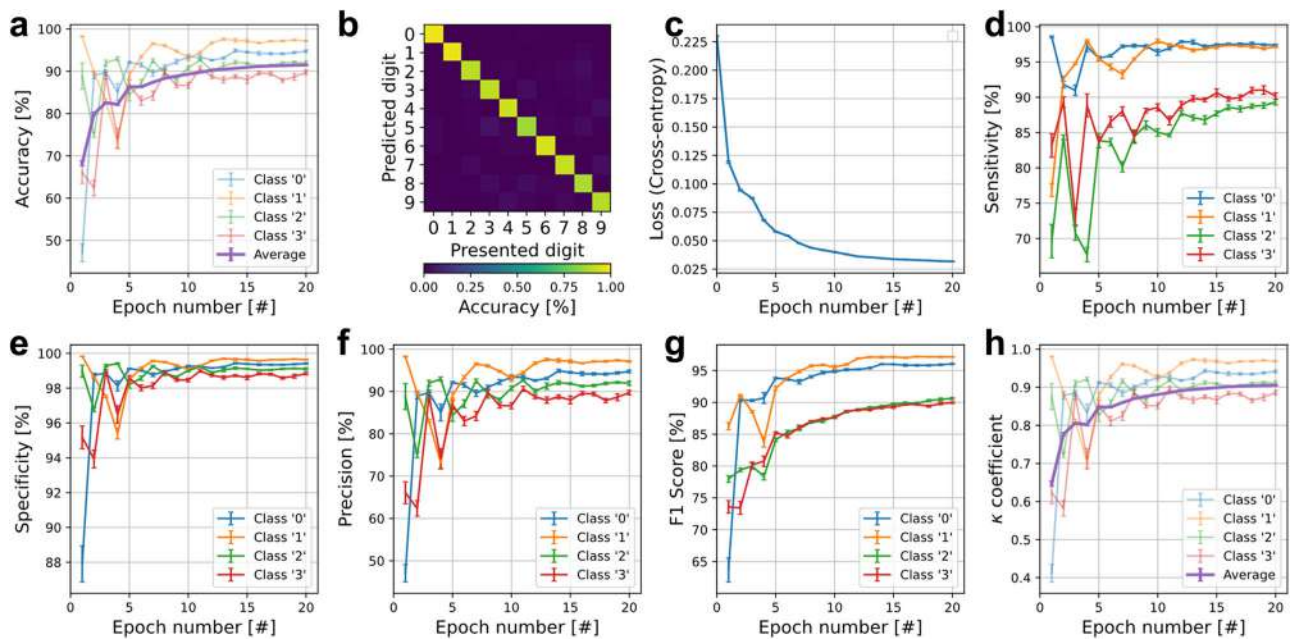 a
100
90
80
70
60
50
Accuracy [%]
Class '0'
Class '1'
Class '2'
Class '3'
Average
0 5 10 15 20
Epoch number [#]
b
0
1
2
3
4
5
6
7
8
9
Predicted digit
0 1 2 3 4 5 6 7 8 9
Presented digit
0.00 0.25 0.50 0.75 1.00
Accuracy [%]
c
0.225
0.200
0.175
0.150
0.125
0.100
0.075
0.050
0.025
Loss (Cross-entropy)
0 5 10 15 20
Epoch number [#]
d
100
95
90
85
80
75
70
Sensitivity [%]
Class '0'
Class '1'
Class '2'
Class '3'
0 5 10 15 20
Epoch number [#]
e
100
98
96
94
92
90
88
Specificity [%]
Class '0'
Class '1'
Class '2'
Class '3'
0 5 10 15 20
Epoch number [#]
f
100
90
80
70
60
50
Precision [%]
Class '0'
Class '1'
Class '2'
Class '3'
0 5 10 15 20
Epoch number [#]
g
95
90
85
80
75
70
65
F1 Score [%]
Class '0'
Class '1'
Class '2'
Class '3'
0 5 10 15 20
Epoch number [#]
h
1.0
0.9
0.8
0.7
0.6
0.5
0.4
κ coefficient
Class '0'
Class '1'
Class '2'
Class '3'
Average
0 5 10 15 20
Epoch number [#]